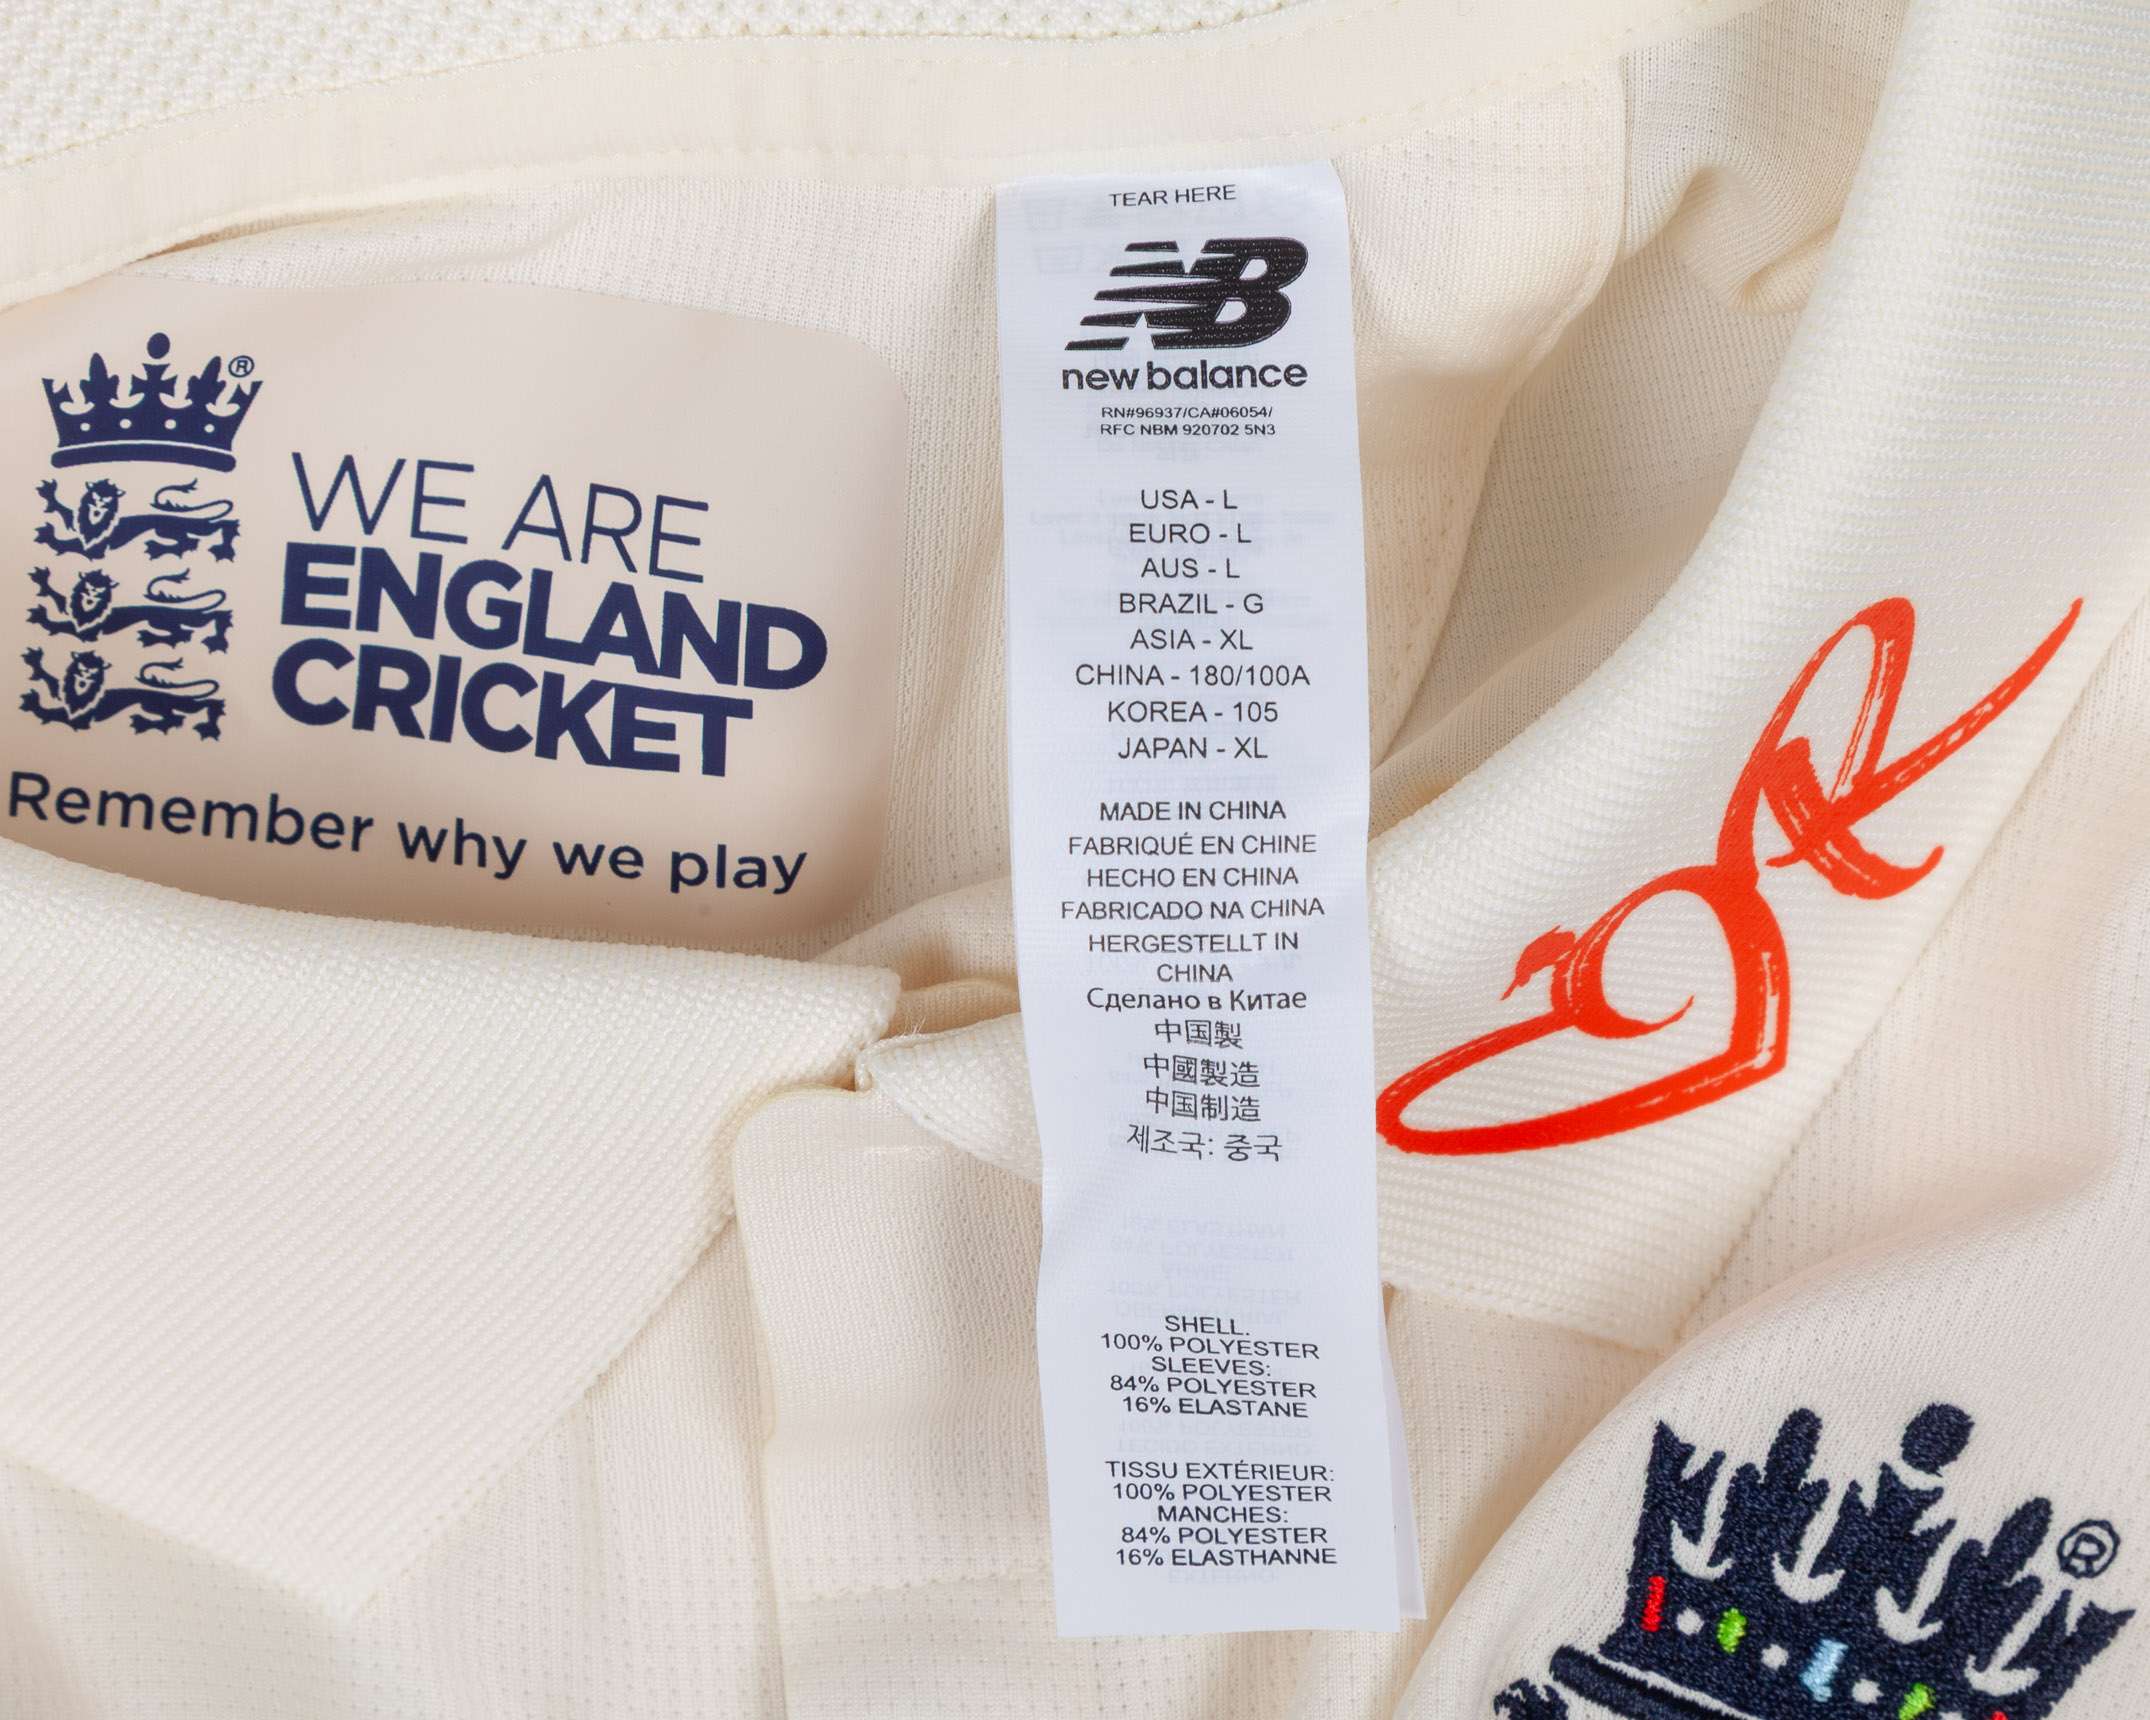 ®
WE ARE
ENGLAND
CRICKET
Remember why we play
TEAR HERE
NB
new balance
RN#96937/CA#06054/
RFC NBM 920702 5N3
USA - L
EURO - L
AUS - L
BRAZIL - G
ASIA - XL
CHINA - 180/100A
KOREA - 105
JAPAN - XL
MADE IN CHINA
FABRIQUÉ EN CHINE
HECHO EN CHINA
FABRICADO NA CHINA
HERGESTELLT IN
CHINA
Сделано в Китае
中国製
中國製造
中国制造
제조국: 중국
SHELL:
100% POLYESTER
SLEEVES:
84% POLYESTER
16% ELASTANE
TISSU EXTÉRIEUR:
100% POLYESTER
MANCHES:
84% POLYESTER
16% ELASTHANNE
®